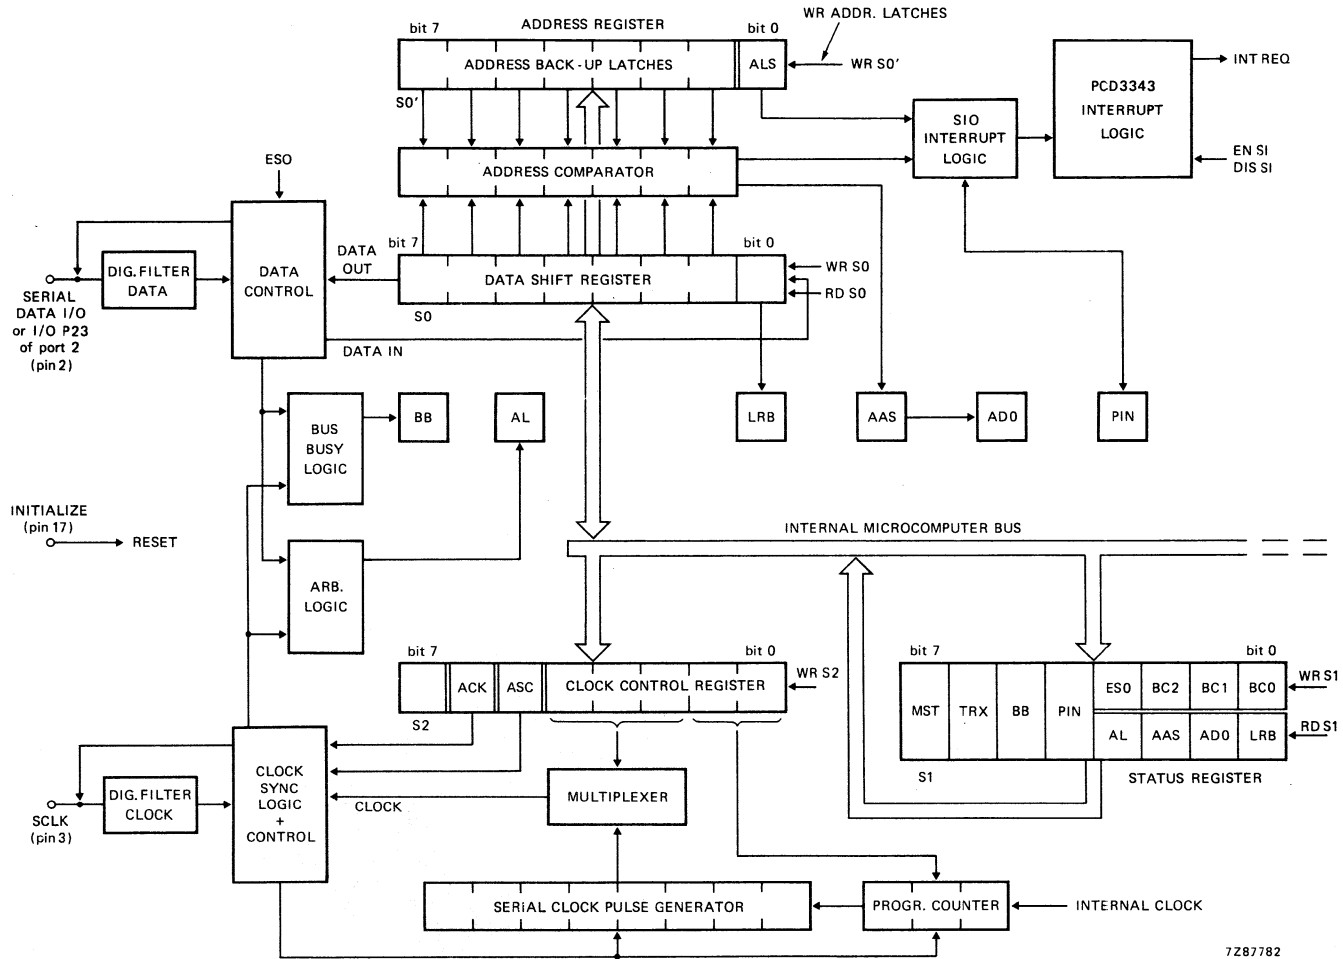 ADDRESS REGISTER
bit 7
bit 0
WR ADDR. LATCHES
ADDRESS BACK-UP LATCHES
ALS
WR S0'
S0'
PCD3343
INTERRUPT
LOGIC
INT REQ
EN SI
DIS SI
SIO
INTERRUPT
LOGIC
ADDRESS COMPARATOR
ESO
bit 7
bit 0
DATA
OUT
DATA SHIFT REGISTER
WR S0
RD S0
S0
DIG. FILTER
DATA
DATA
CONTROL
SERIAL
DATA I/O
or I/O P23
of port 2
(pin 2)
DATA IN
BUS
BUSY
LOGIC
BB
AL
LRB
AAS
AD0
PIN
INITIALIZE
(pin 17)
RESET
INTERNAL MICROCOMPUTER BUS
ARB.
LOGIC
bit 7
bit 0
ACK
ASC
CLOCK CONTROL REGISTER
WR S2
S2
bit 7
bit 0
MST
TRX
BB
PIN
ES0
BC2
BC1
BC0
WR S1
AL
AAS
AD0
LRB
RD S1
S1
STATUS REGISTER
CLOCK
SYNC
LOGIC
+
CONTROL
DIG. FILTER
CLOCK
SCLK
(pin 3)
CLOCK
MULTIPLEXER
SERIAL CLOCK PULSE GENERATOR
PROGR. COUNTER
INTERNAL CLOCK
7Z87782